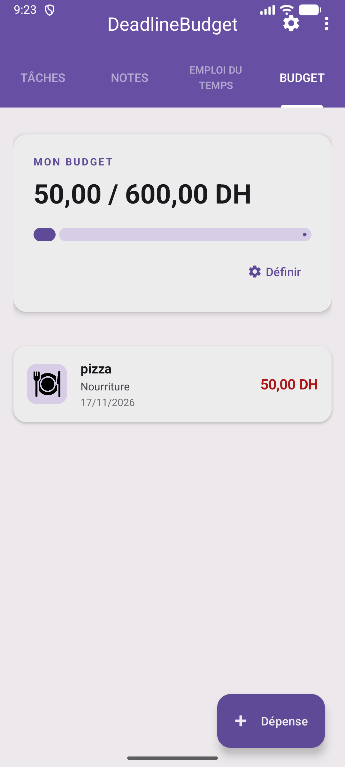 9:23
DeadlineBudget
TÂCHES
NOTES
EMPLOI DU
TEMPS
BUDGET
MON BUDGET
50,00 / 600,00 DH
Définir
pizza
Nourriture
50,00 DH
17/11/2026
+ Dépense